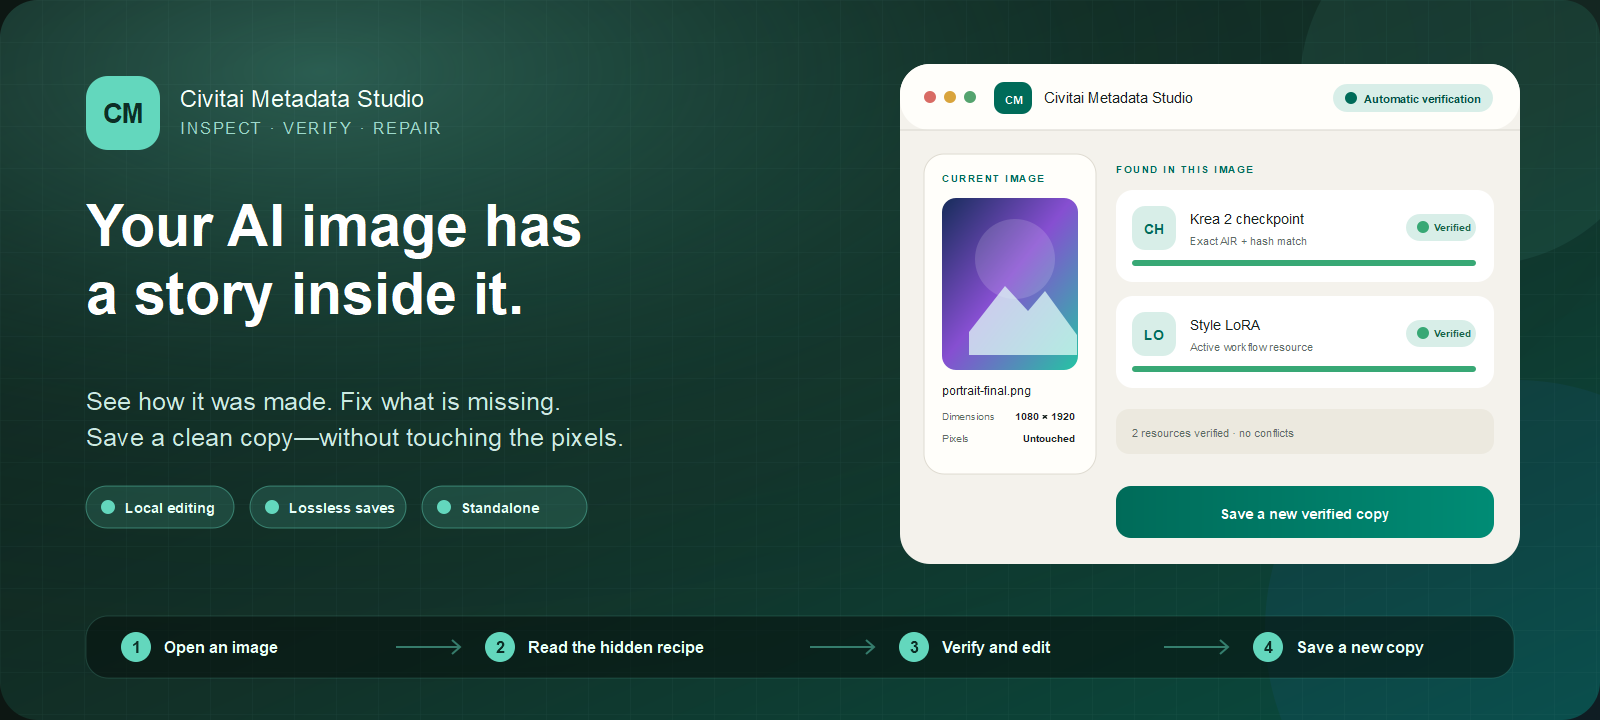 CM
Civitai Metadata Studio
INSPECT · VERIFY · REPAIR
Your AI image has
a story inside it.
See how it was made. Fix what is missing.
Save a clean copy—without touching the pixels.
Local editing
Lossless saves
Standalone
CM
Civitai Metadata Studio
Automatic verification
CURRENT IMAGE
portrait-final.png
Dimensions 1080 × 1920
Pixels Untouched
FOUND IN THIS IMAGE
CH
Krea 2 checkpoint
Exact AIR + hash match
Verified
LO
Style LoRA
Active workflow resource
Verified
2 resources verified · no conflicts
Save a new verified copy
1 Open an image
2 Read the hidden recipe
3 Verify and edit
4 Save a new copy